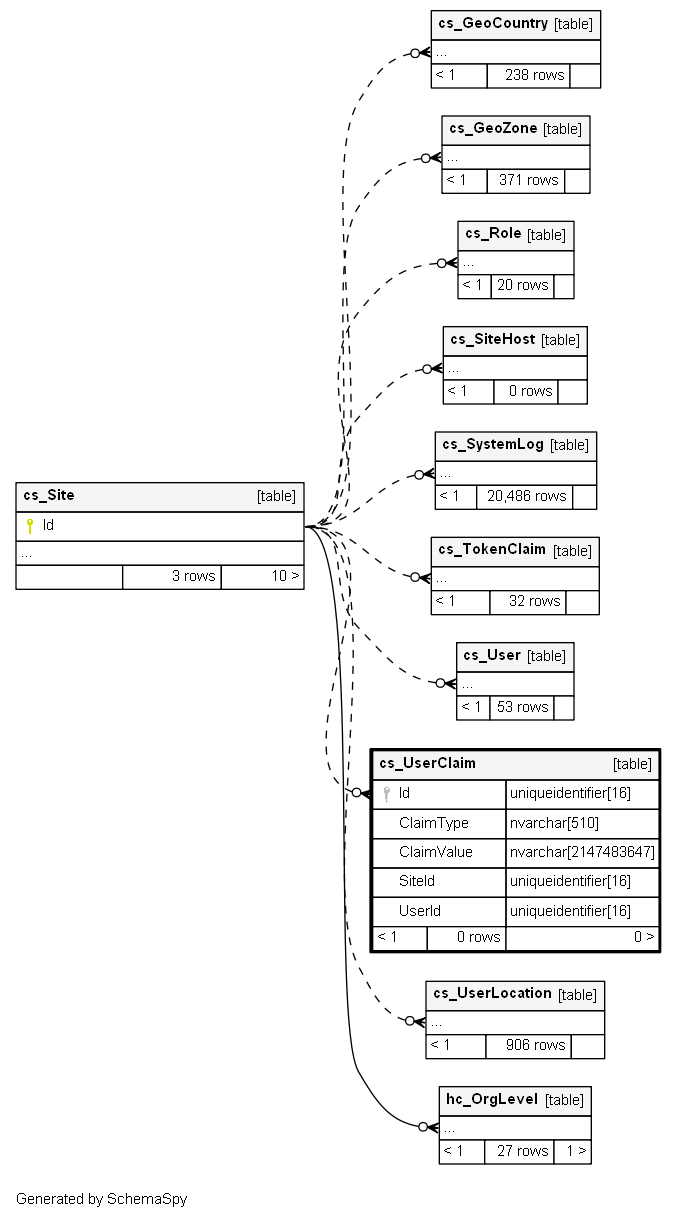 cs_GeoCountry [table]
...
< 1 238 rows
cs_GeoZone [table]
...
< 1 371 rows
cs_Role [table]
...
< 1 20 rows
cs_SiteHost [table]
...
< 1 0 rows
cs_SystemLog [table]
...
< 1 20,486 rows
cs_Site [table]
Id
...
3 rows 10 >
cs_TokenClaim [table]
...
< 1 32 rows
cs_User [table]
...
< 1 53 rows
cs_UserClaim [table]
Id uniqueidentifier[16]
ClaimType nvarchar[510]
ClaimValue nvarchar[2147483647]
SiteId uniqueidentifier[16]
UserId uniqueidentifier[16]
< 1 0 rows 0 >
cs_UserLocation [table]
...
< 1 906 rows
hc_OrgLevel [table]
...
< 1 27 rows 1 >
Generated by SchemaSpy